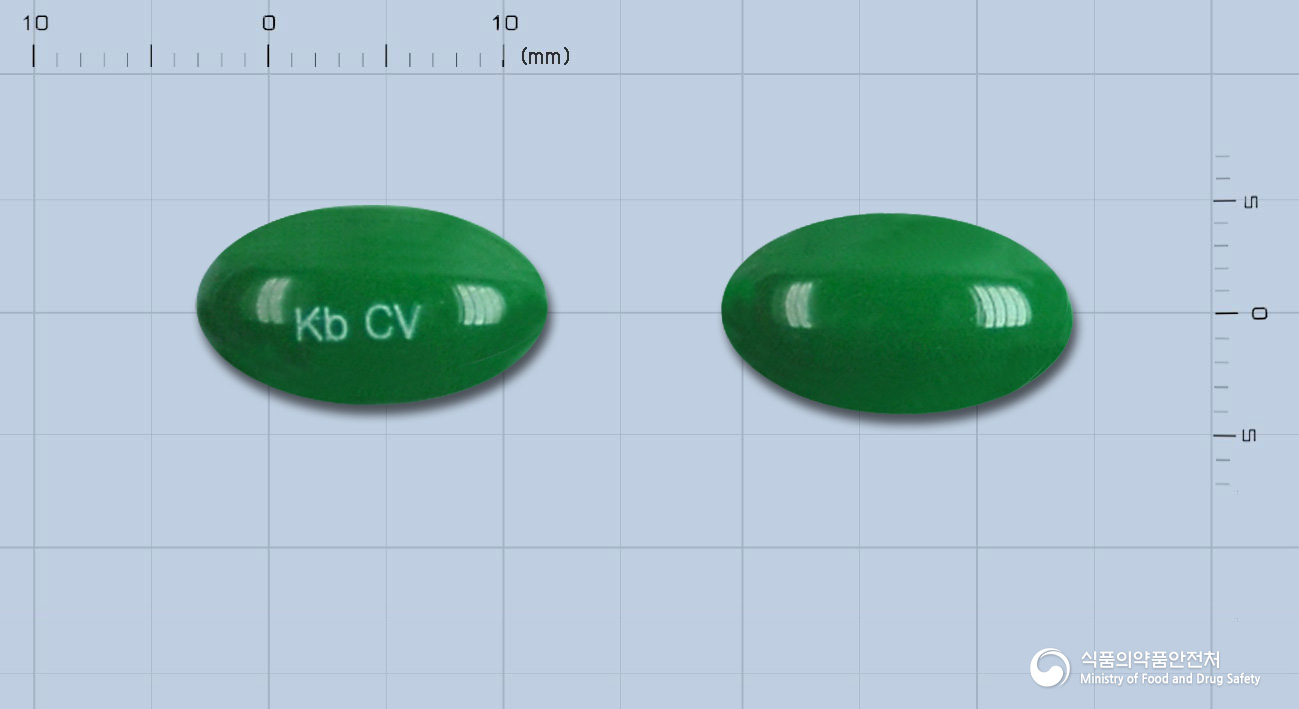 10 0 10
(mm)
5
0
5
Kb CV
식품의약품안전처
Ministry of Food and Drug Safety